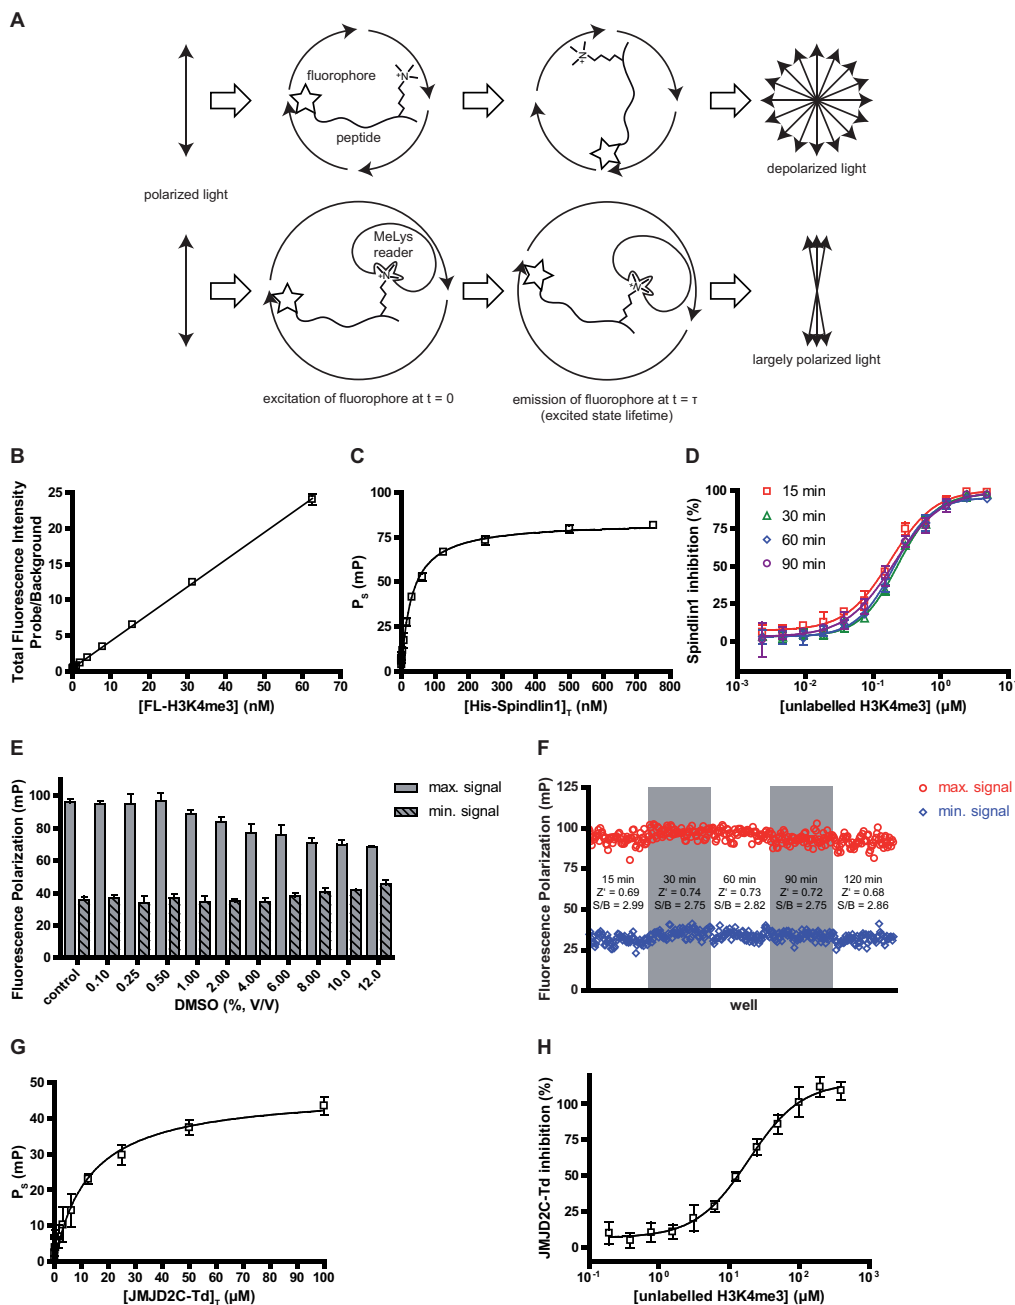 A
polarized light
fluorophore
+N
peptide
+N
depolarized light
MeLys
reader
+N
+N
largely polarized light
excitation of fluorophore at t = 0
emission of fluorophore at t = τ
(excited state lifetime)
B
Total Fluorescence Intensity
Probe/Background
25
20
15
10
5
0
0 10 20 30 40 50 60 70
[FL-H3K4me3] (nM)
C
PS (mP)
100
75
50
25
0
0 100 200 300 400 500 600 700 800
[His-Spindlin1]T (nM)
D
Spindlin1 inhibition (%)
100
75
50
25
0
15 min
30 min
60 min
90 min
10-3 10-2 10-1 100 101
[unlabelled H3K4me3] (µM)
E
Fluorescence Polarization (mP)
100
80
60
40
20
0
max. signal
min. signal
control 0.10 0.25 0.50 1.00 2.00 4.00 6.00 8.00 10.0 12.0
DMSO (%, V/V)
F
Fluorescence Polarization (mP)
125
100
75
50
25
0
max. signal
min. signal
15 min 30 min 60 min 90 min 120 min
Z' = 0.69 Z' = 0.74 Z' = 0.73 Z' = 0.72 Z' = 0.68
S/B = 2.99 S/B = 2.75 S/B = 2.82 S/B = 2.75 S/B = 2.86
well
G
PS (mP)
50
40
30
20
10
0
0 10 20 30 40 50 60 70 80 90 100
[JMJD2C-Td]T (µM)
H
JMJD2C-Td inhibition (%)
100
75
50
25
0
10-1 100 101 102 103
[unlabelled H3K4me3] (µM)